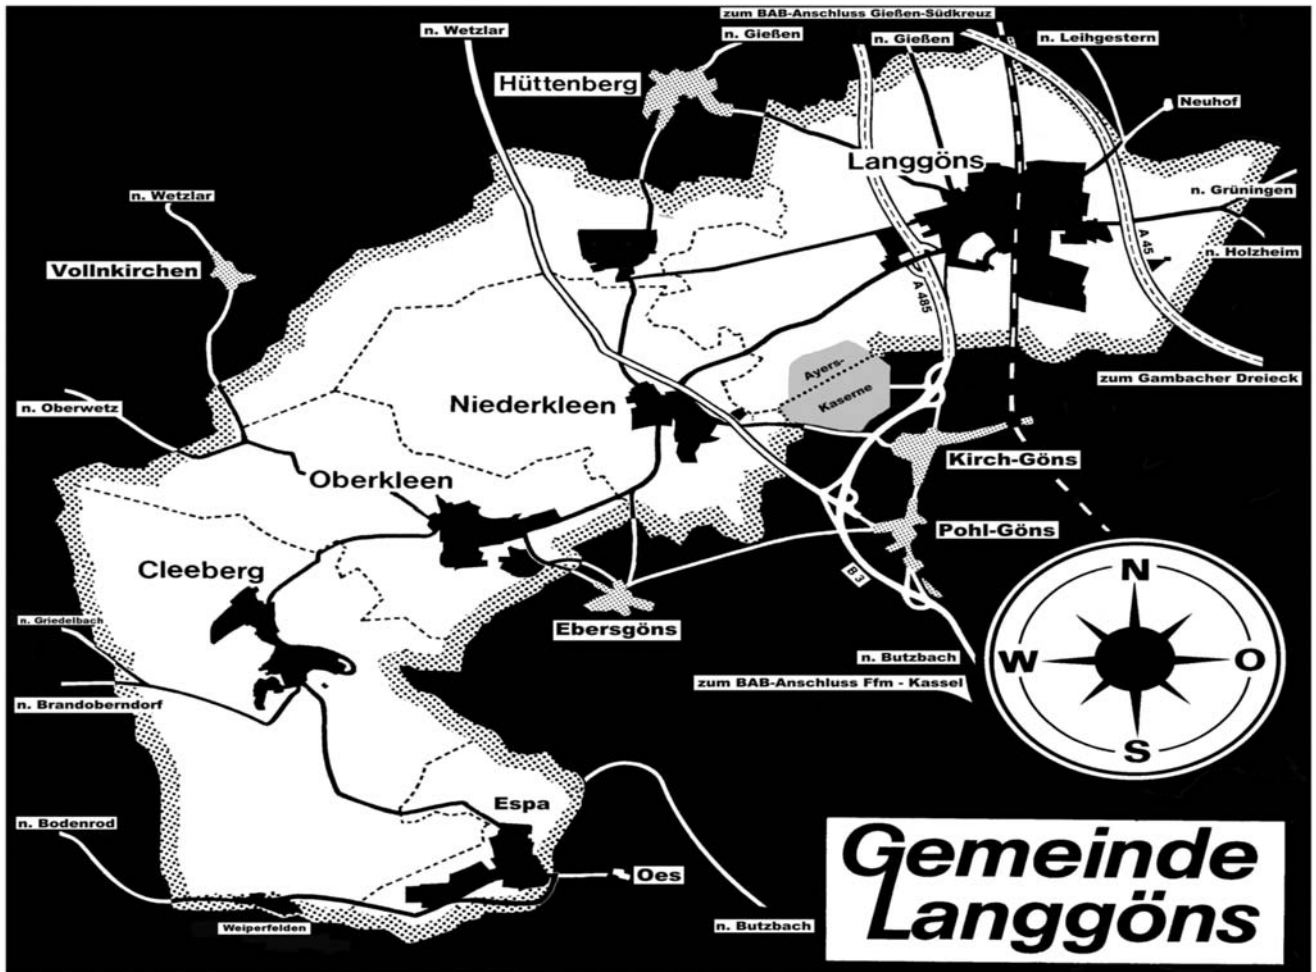 zum BAB-Anschluss Gießen-Südkreuz
n. Wetzlar
n. Gießen
n. Gießen
n. Leihgestern
Hüttenberg
Neuhof
Langgöns
n. Wetzlar
n. Grüningen
Vollnkirchen
A 45
n. Holzheim
A 485
Ayers-
Kaserne
zum Gambacher Dreieck
n. Oberwetz
Niederkleen
Kirch-Göns
Oberkleen
Pohl-Göns
Cleeberg
B 3
N
n. Griedelbach
Ebersgöns
n. Butzbach
W
O
zum BAB-Anschluss Ffm - Kassel
n. Brandoberndorf
S
Espa
n. Bodenrod
Oes
Weiperfelden
n. Butzbach
Gemeinde
Langgöns